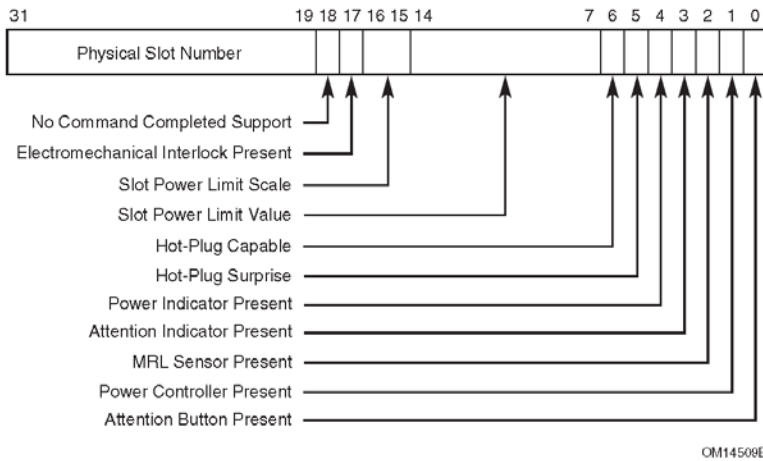 31 19 18 17 16 15 14 7 6 5 4 3 2 1 0
Physical Slot Number
No Command Completed Support
Electromechanical Interlock Present
Slot Power Limit Scale
Slot Power Limit Value
Hot-Plug Capable
Hot-Plug Surprise
Power Indicator Present
Attention Indicator Present
MRL Sensor Present
Power Controller Present
Attention Button Present
OM14509B